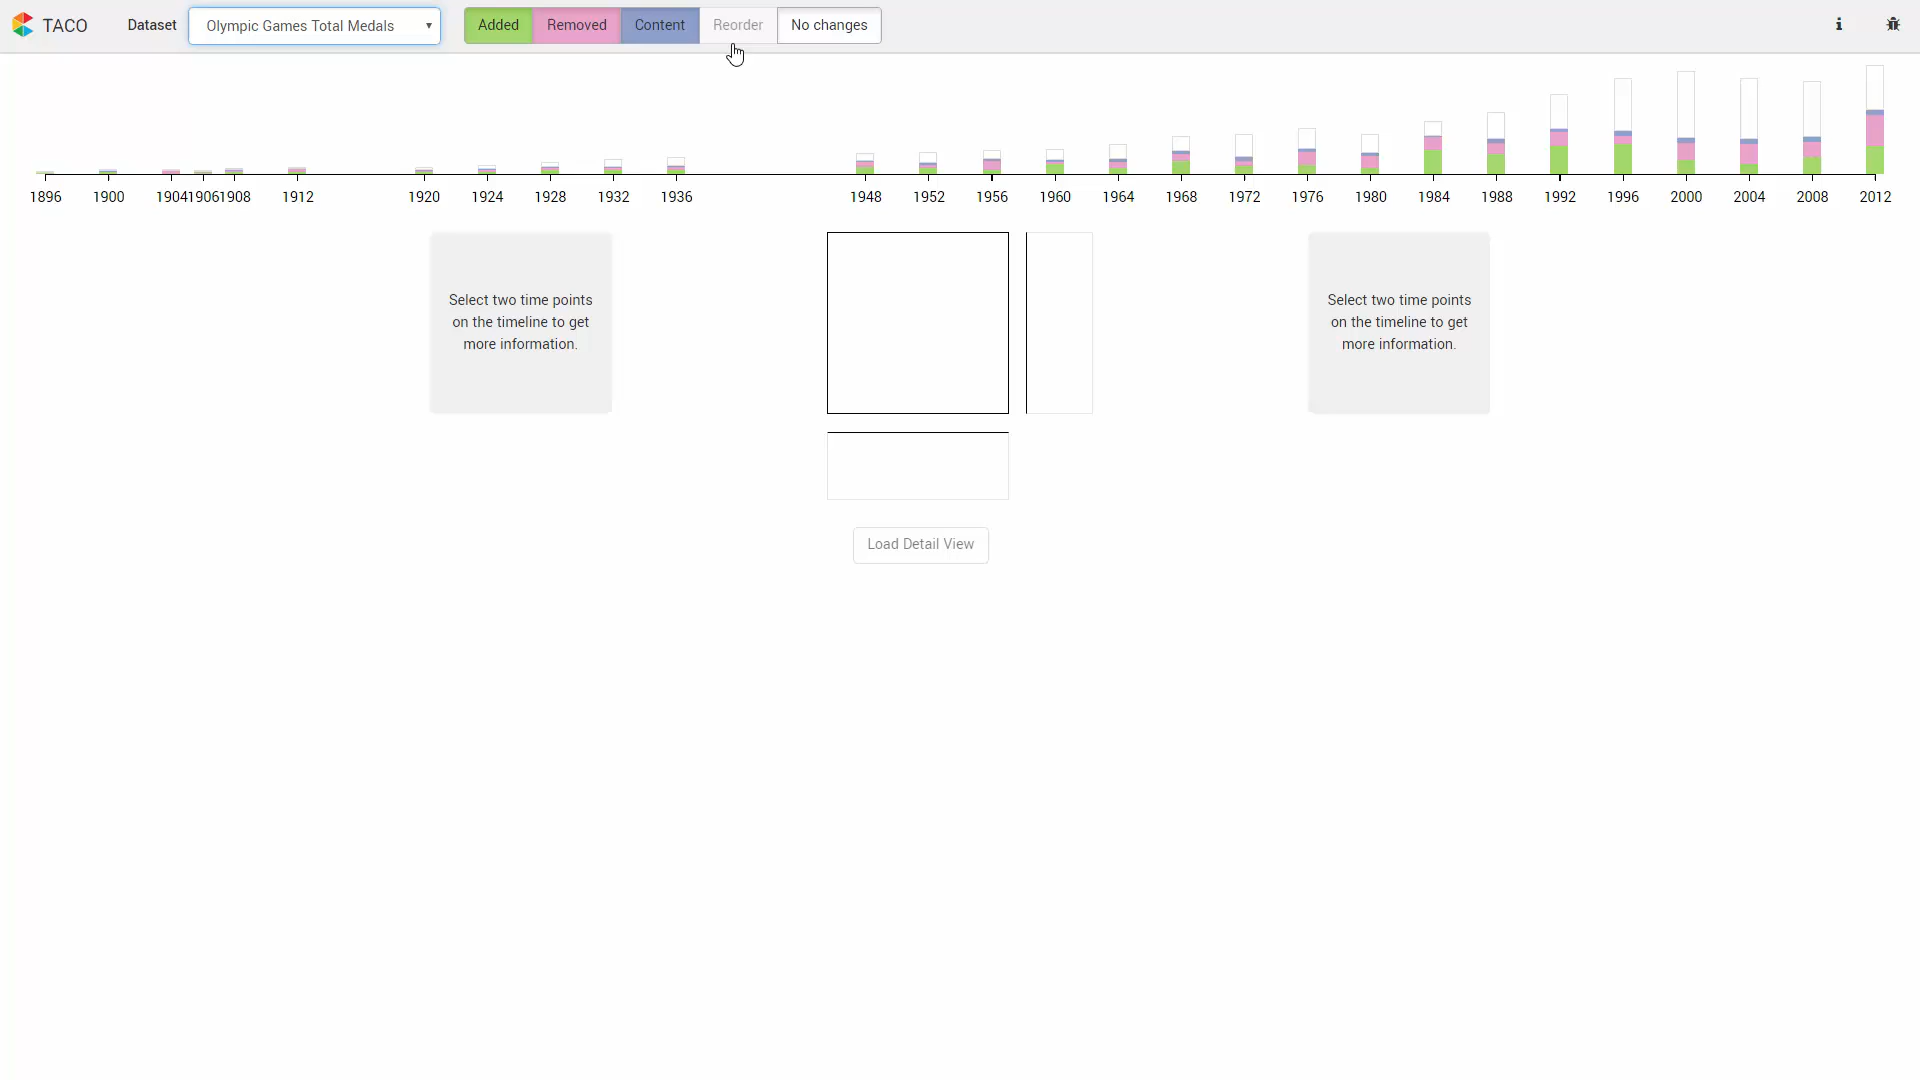 TACO Dataset Olympic Games Total Medals Added Removed Content Reorder No changes
1896 1900 1904 1906 1908 1912 1920 1924 1928 1932 1936 1948 1952 1956 1960 1964 1968 1972 1976 1980 1984 1988 1992 1996 2000 2004 2008 2012
Select two time points
on the timeline to get
more information.
Select two time points
on the timeline to get
more information.
Load Detail View